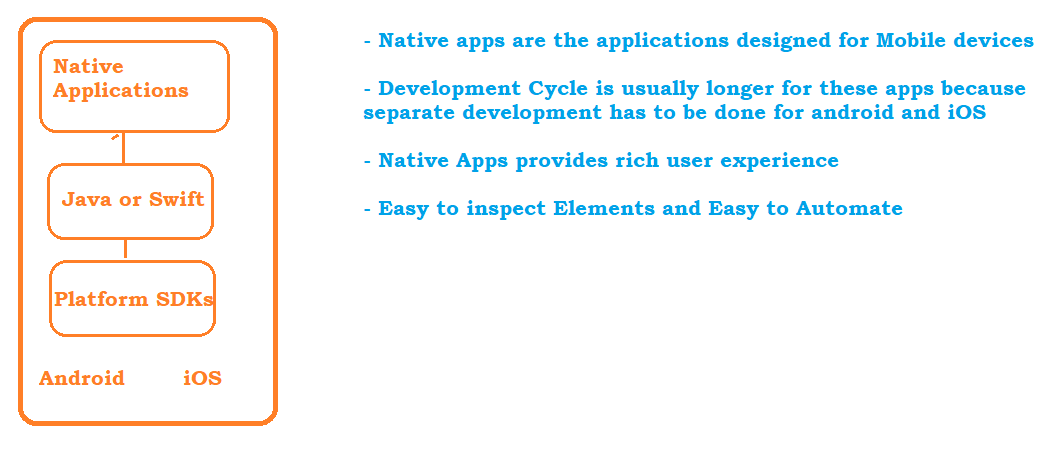 Native
Applications
Java or Swift
Platform SDKs
Android iOS
- Native apps are the applications designed for Mobile devices
- Development Cycle is usually longer for these apps because
separate development has to be done for android and iOS
- Native Apps provides rich user experience
- Easy to inspect Elements and Easy to Automate